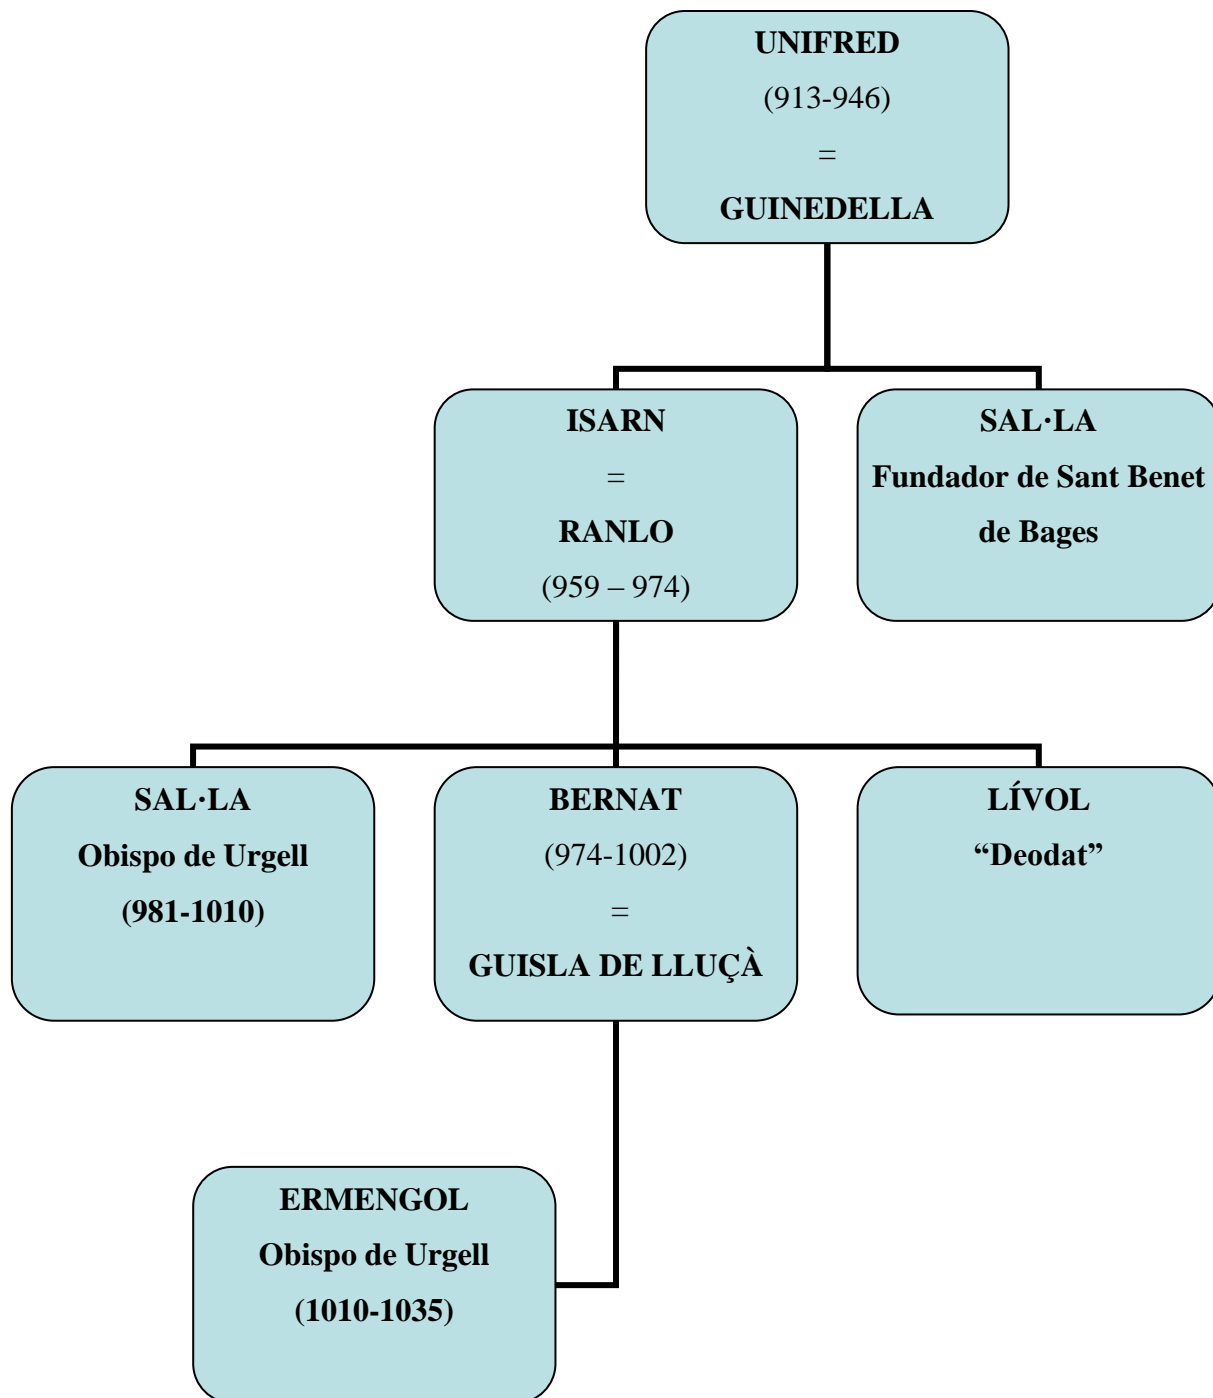 UNIFRED
(913-946)
=
GUINEDELLA
ISARN
=
RANLO
(959 – 974)
SAL·LA
Fundador de Sant Benet
de Bages
SAL·LA
Obispo de Urgell
(981-1010)
BERNAT
(974-1002)
=
GUISLA DE LLUÇÀ
LÍVOL
“Deodat”
ERMENGOL
Obispo de Urgell
(1010-1035)